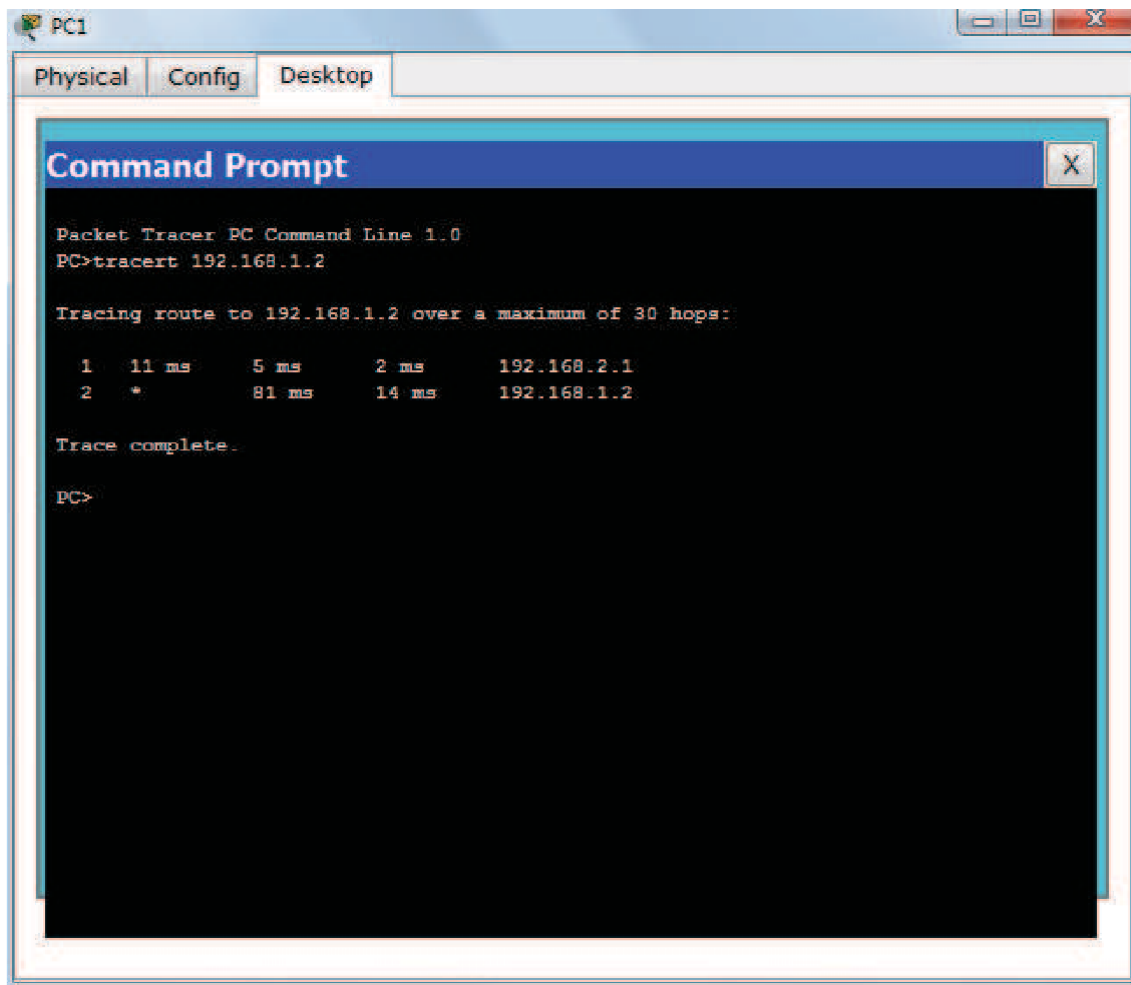 PC1
X
Physical Config Desktop
Command Prompt
X
Packet Tracer PC Command Line 1.0
PC>tracert 192.168.1.2
Tracing route to 192.168.1.2 over a maximum of 30 hops:
1 11 ms 5 ms 2 ms 192.168.2.1
2 * 81 ms 14 ms 192.168.1.2
Trace complete.
PC>